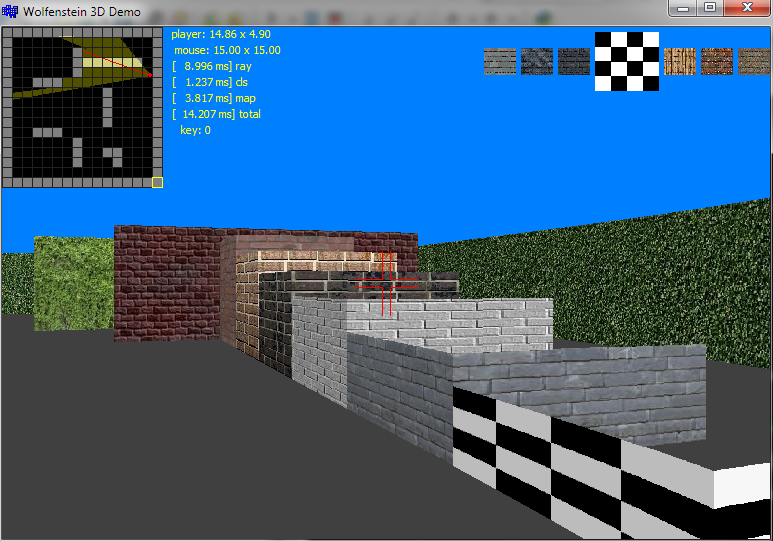 Wolfenstein 3D Demo
player: 14.86 x 4.90
mouse: 15.00 x 15.00
[ 8.996 ms] ray
[ 1.237 ms] cls
[ 3.817 ms] map
[ 14.207 ms] total
key: 0